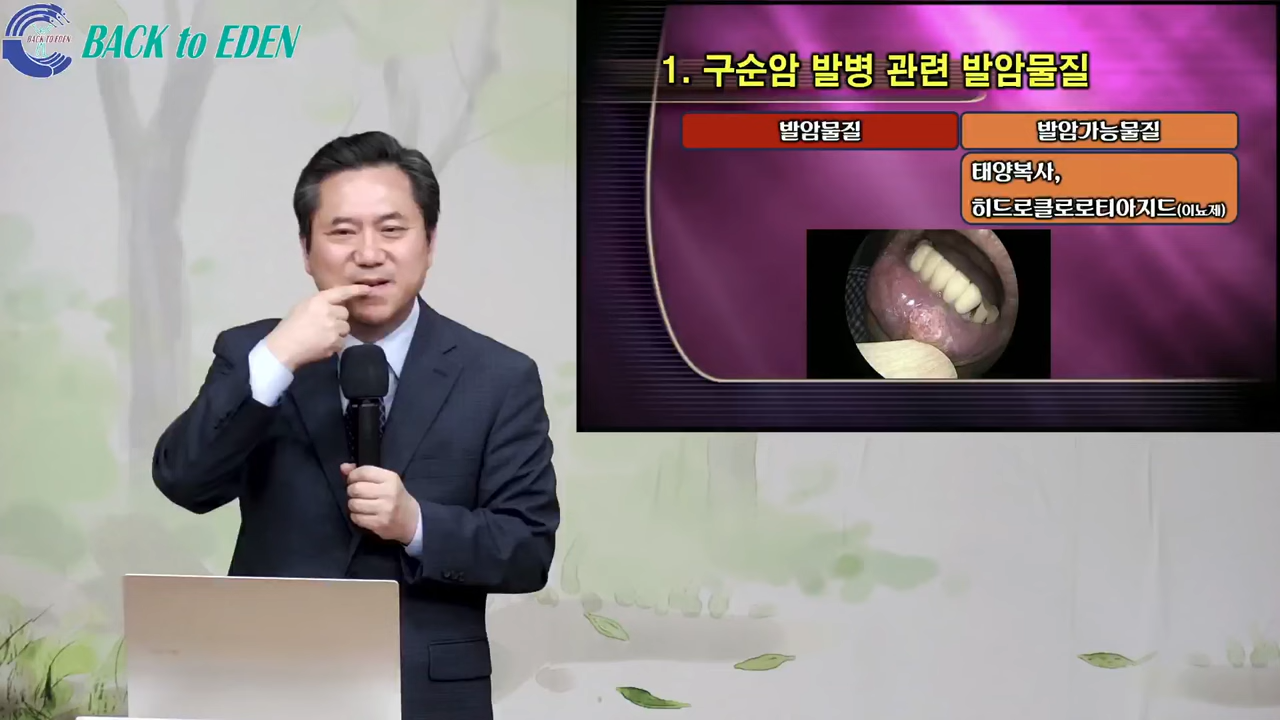 BACK TO EDEN
BACK to EDEN
1. 구순암 발병 관련 발암물질
발암물질
발암가능물질
태양복사,
히드로클로로티아지드(이뇨제)